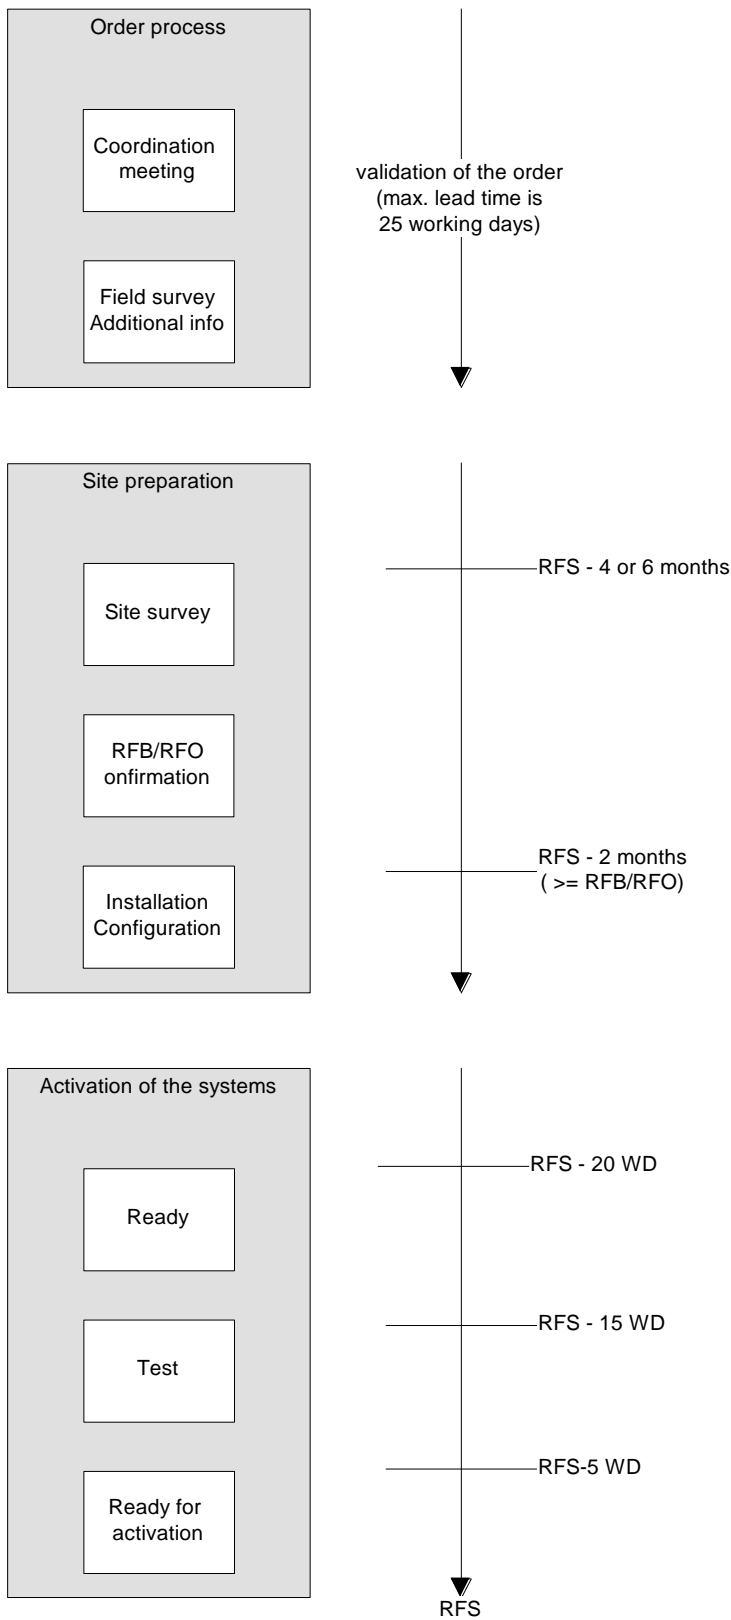 Order process
Coordination
meeting
validation of the order
(max. lead time is
25 working days)
Field survey
Additional info
Site preparation
RFS - 4 or 6 months
Site survey
RFB/RFO
onfirmation
RFS - 2 months
( >= RFB/RFO)
Installation
Configuration
Activation of the systems
RFS - 20 WD
Ready
RFS - 15 WD
Test
RFS-5 WD
Ready for
activation
RFS